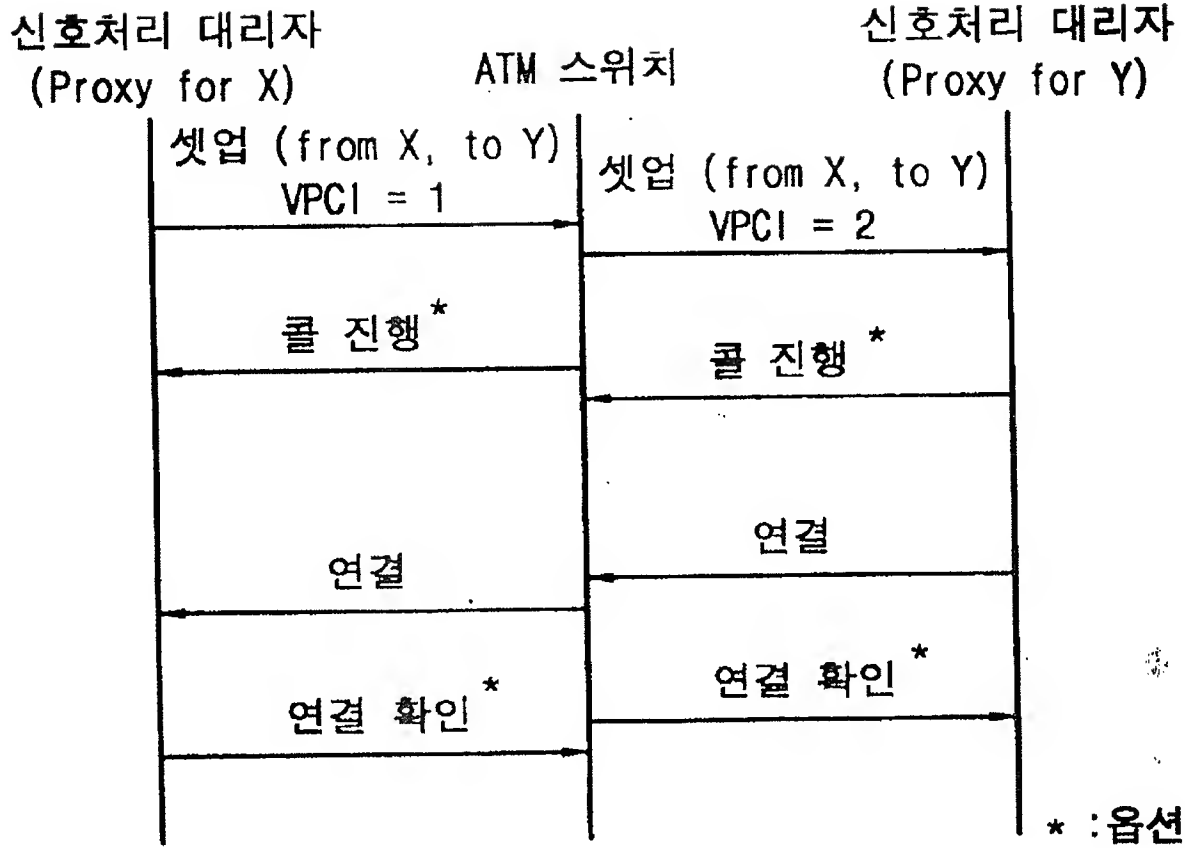 신호처리 대리자
(Proxy for X)
ATM 스위치
신호처리 대리자
(Proxy for Y)
셋업 (from X, to Y)
VPCI = 1
셋업 (from X, to Y)
VPCI = 2
콜 진행*
콜 진행*
연결
연결
연결 확인*
연결 확인*
* :옵션